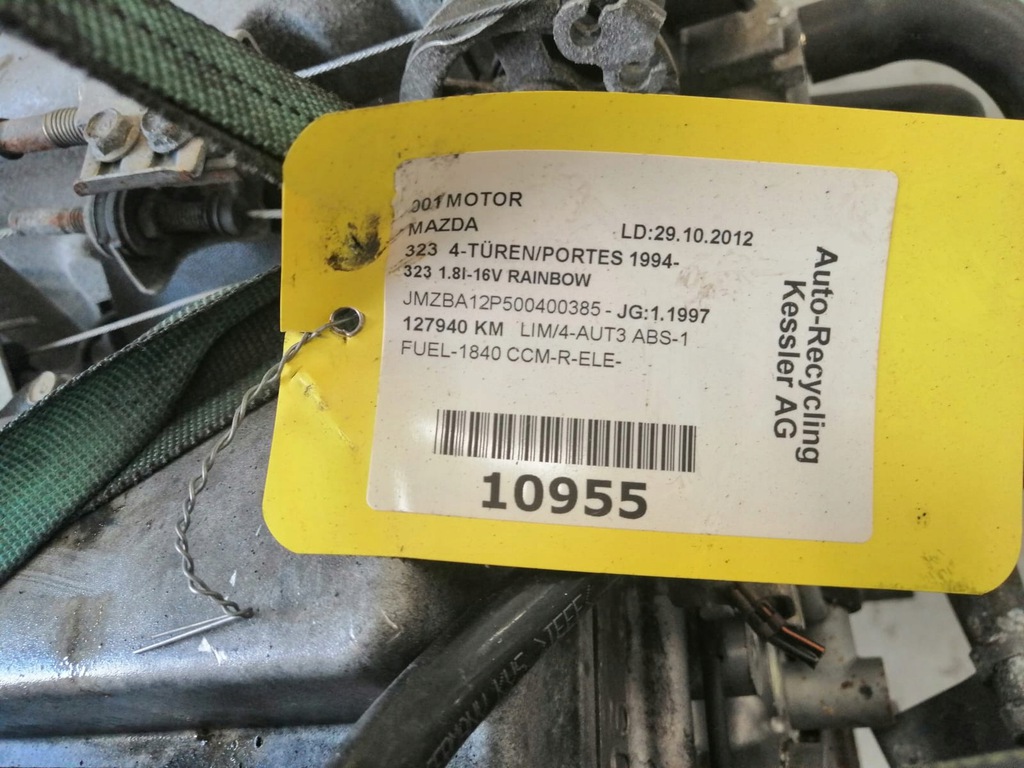 001 MOTOR
MAZDA LD:29.10.2012
323 4-TÜREN/PORTES 1994-
323 1.8I-16V RAINBOW
JMZBA12P500400385 - JG:1.1997
127940 KM LIM/4-AUT3 ABS-1
FUEL-1840 CCM-R-ELE-
10955
Auto-Recycling
Kessler AG